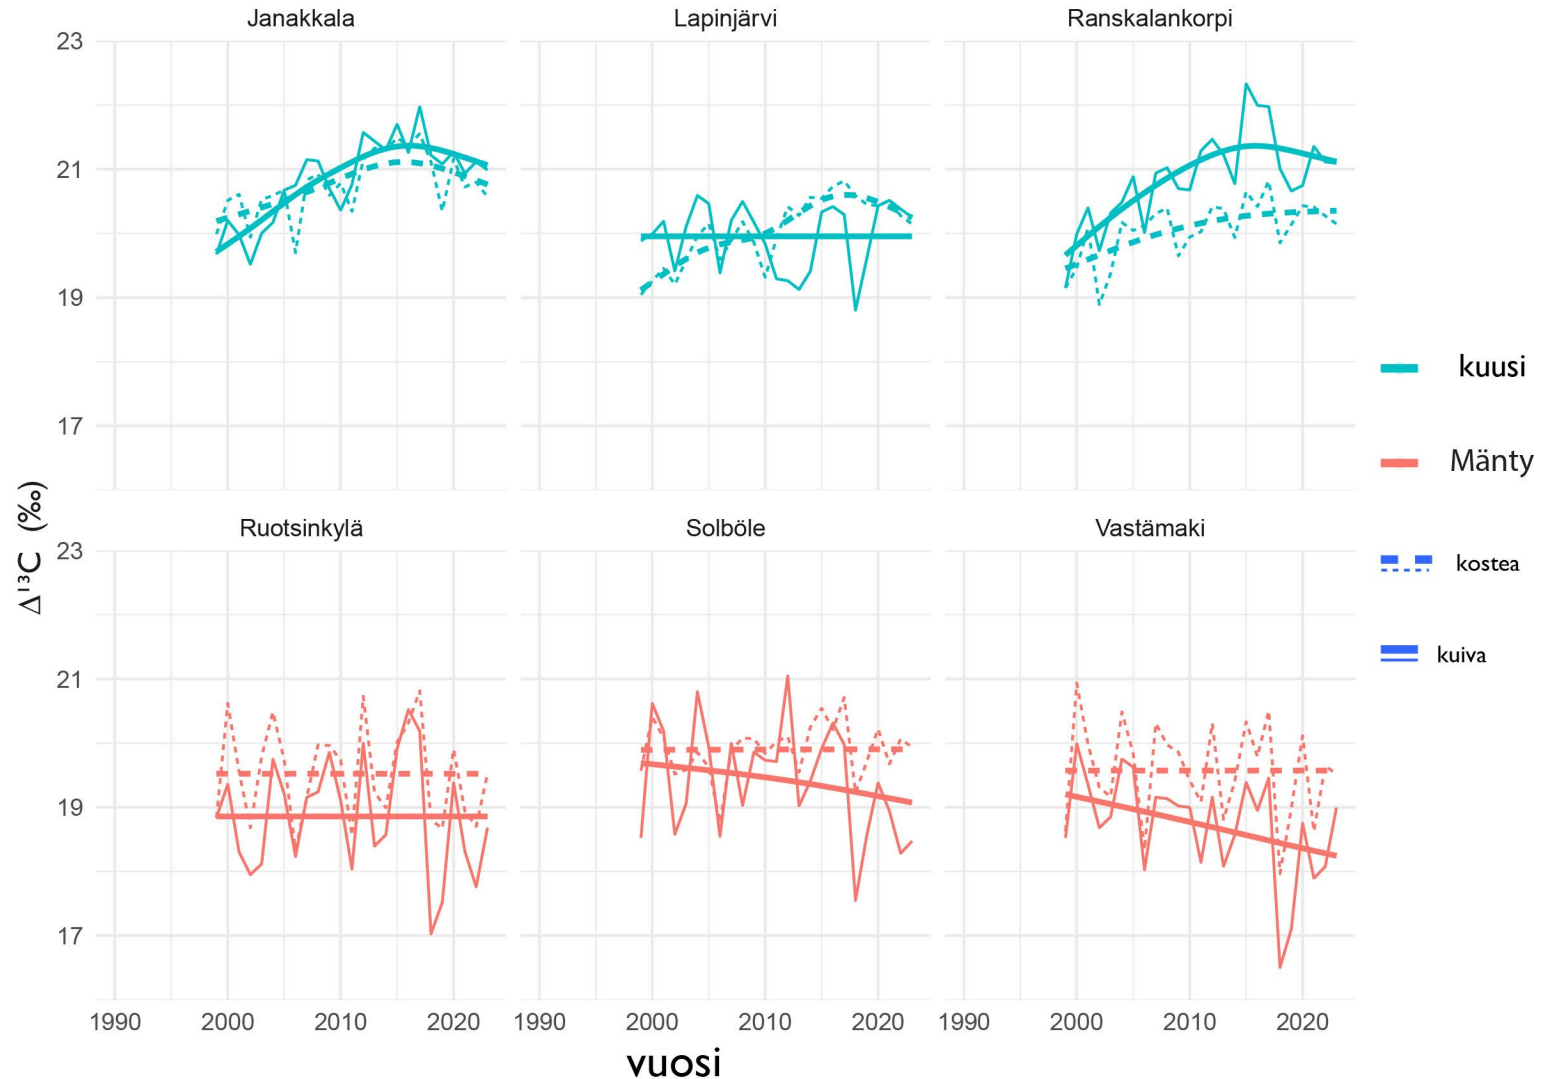 Janakkala Lapinjärvi Ranskalankorpi
23
21
19
17
kuusi
Mänty
kostea
kuiva
Δ¹³C (‰)
Ruotsinkylä Solböle Vastämaki
23
21
19
17
1990 2000 2010 2020 1990 2000 2010 2020 1990 2000 2010 2020
vuosi